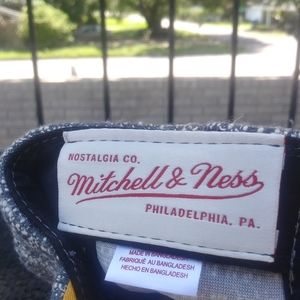 NOSTALGIA CO.
Mitchell & Ness
PHILADELPHIA, PA.
MADE IN BANGLADESH
FABRIQUÉ AU BANGLADESH
HECHO EN BANGLADESH